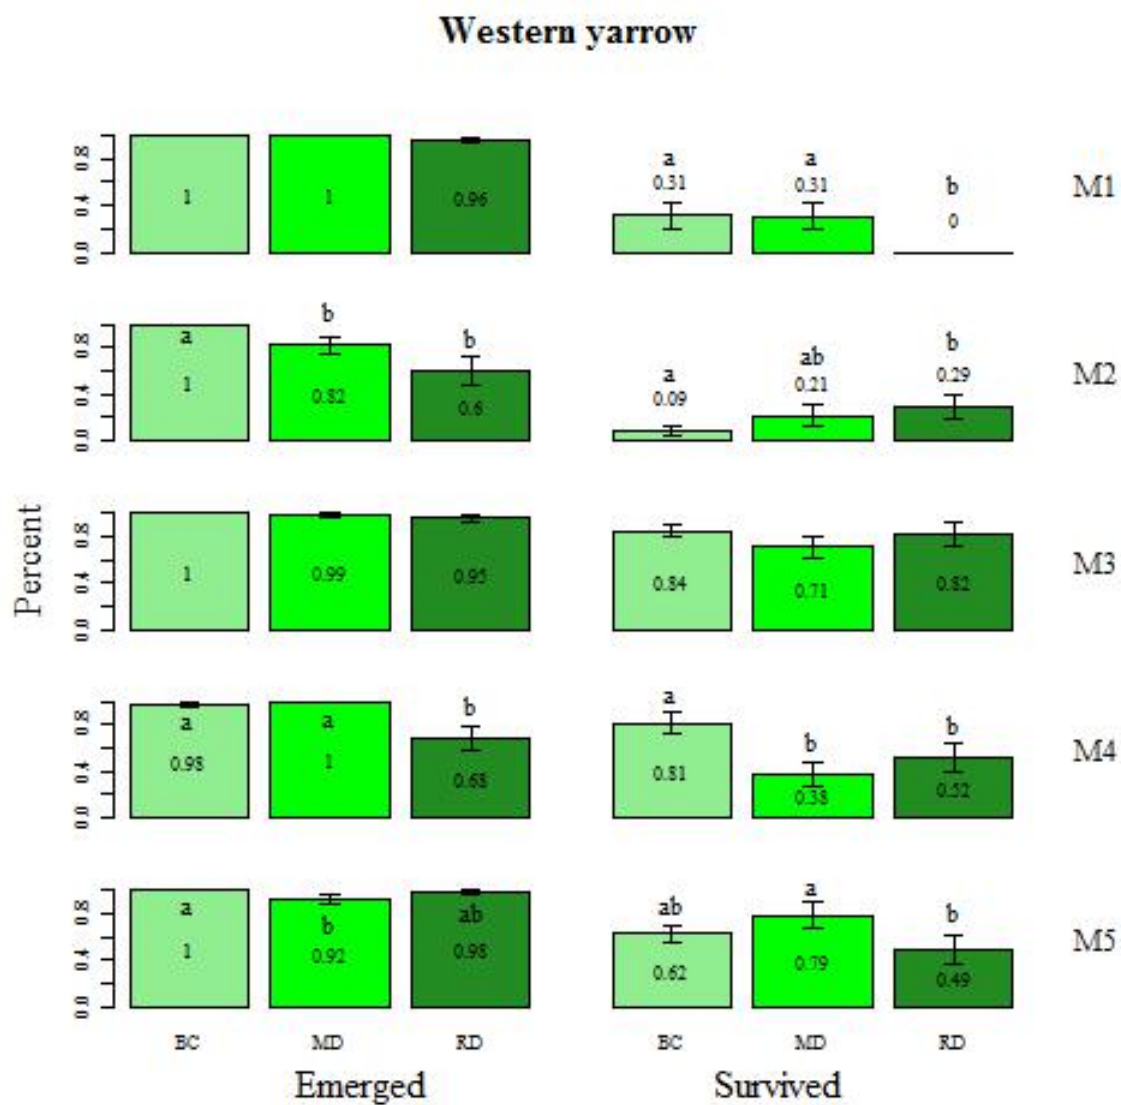 Western yarrow
0.0 0.4 0.8
1 1 0.96
a a b
0.31 0.31 0
M1
0.0 0.4 0.8
a b b
1 0.82 0.6
a ab b
0.09 0.21 0.29
M2
Percent
0.0 0.4 0.8
1 0.99 0.95
0.84 0.71 0.82
M3
0.0 0.4 0.8
a a b
0.98 1 0.68
a b b
0.81 0.38 0.52
M4
0.0 0.4 0.8
a b ab
1 0.92 0.98
ab a b
0.62 0.79 0.49
M5
BC MD RD BC MD RD
Emerged Survived